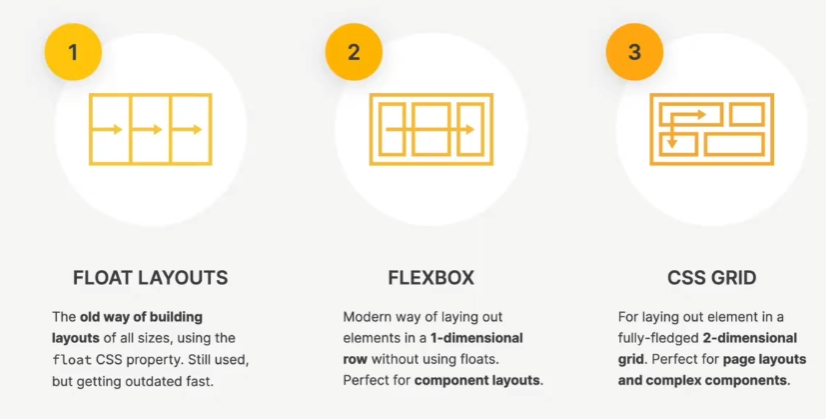 1
2
3
FLOAT LAYOUTS
The old way of building
layouts of all sizes, using the
float CSS property. Still used,
but getting outdated fast.
FLEXBOX
Modern way of laying out
elements in a 1-dimensional
row without using floats.
Perfect for component layouts.
CSS GRID
For laying out element in a
fully-fledged 2-dimensional
grid. Perfect for page layouts
and complex components.